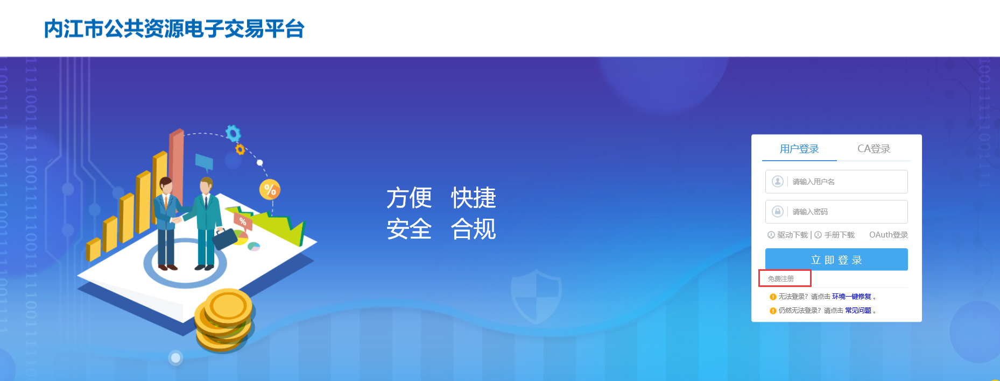 内江市公共资源电子交易平台
用户登录 CA登录
请输入用户名
方便 快捷
请输入密码
安全 合规
驱动下载 | 手册下载 OAuth登录
立即登录
免费注册
无法登录？请点击 环境一键修复 。
仍然无法登录？请点击 常见问题 。
%
%